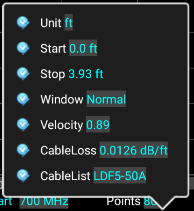 Unit ft
Start 0.0 ft
Stop 3.93 ft
Window Normal
Velocity 0.89
CableLoss 0.0126 dB/ft
CableList LDF5-50A
700 MHz Points